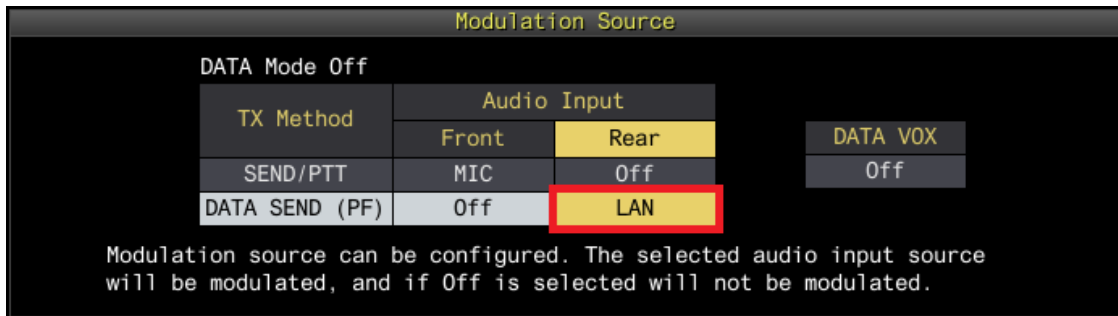 Modulation Source
DATA Mode Off
TX Method
Audio Input
Front Rear
DATA VOX
SEND/PTT MIC Off
Off
DATA SEND (PF) Off LAN
Modulation source can be configured. The selected audio input source
will be modulated, and if Off is selected will not be modulated.